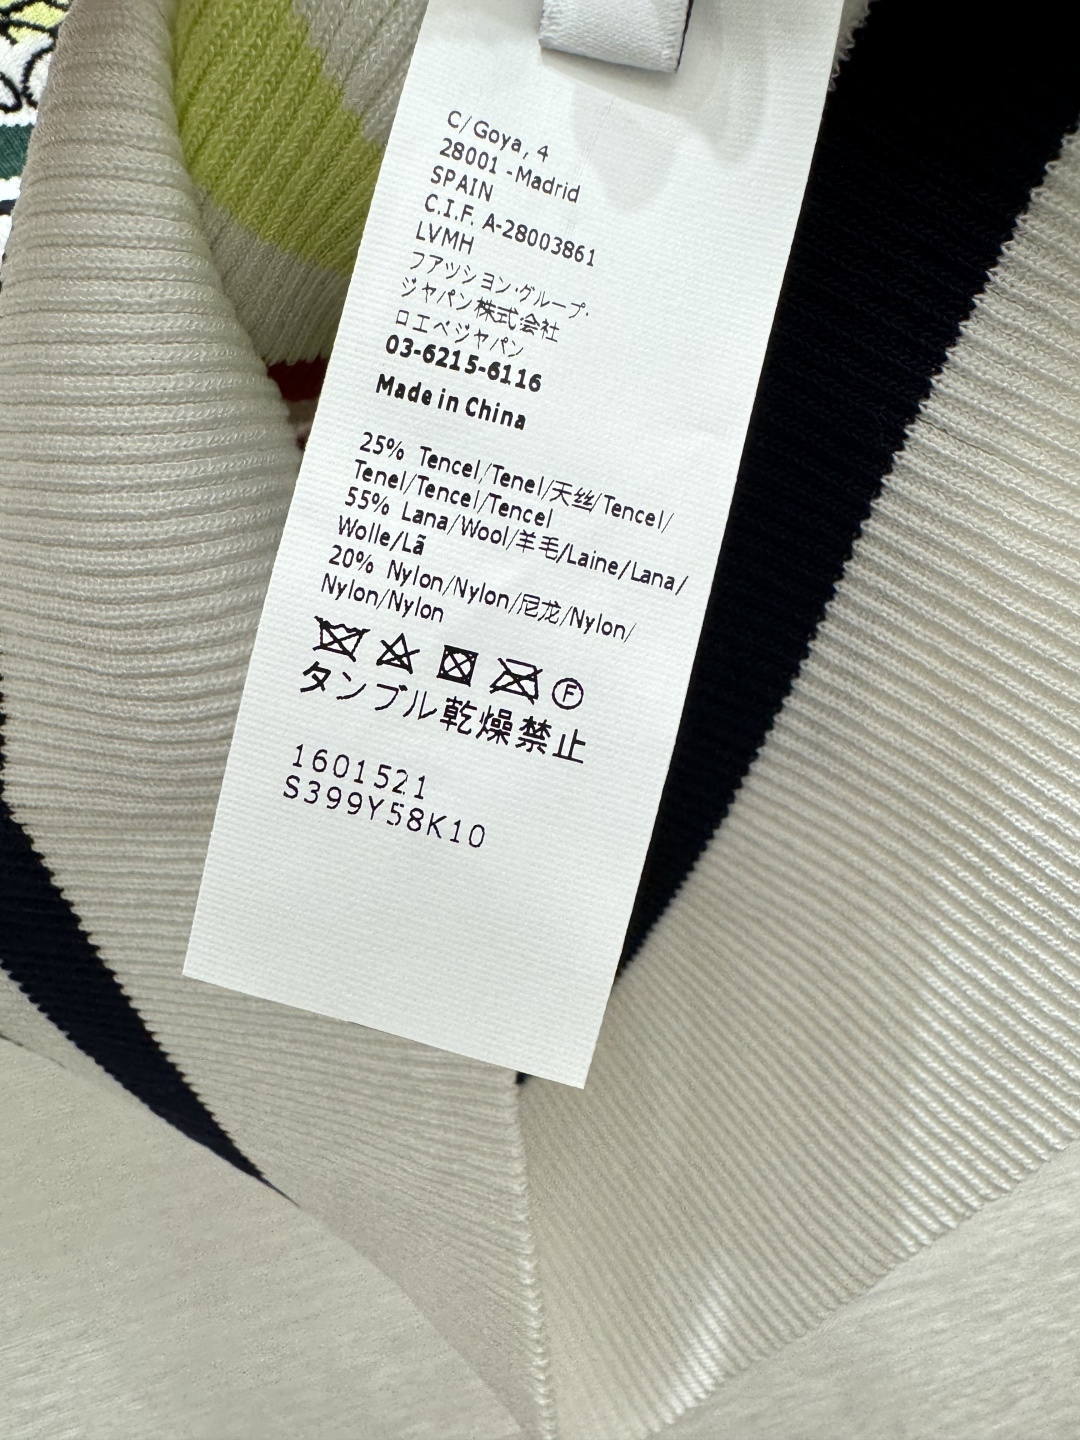 C/Goya, 4
28001 -Madrid
SPAIN
C.I.F. A-28003861
LVMH
ファッション・グループ・
ジャパン株式会社
ロエベジャパン
03-6215-6116
Made in China
25% Tencel/Tenel/天丝/Tencel/
Tenel/Tencel/Tencel
55% Lana/Wool/羊毛/Laine/Lana/
Wolle/Lã
20% Nylon/Nylon/尼龙/Nylon/
Nylon/Nylon
F
タンブル乾燥禁止
1601521
S399Y58K10